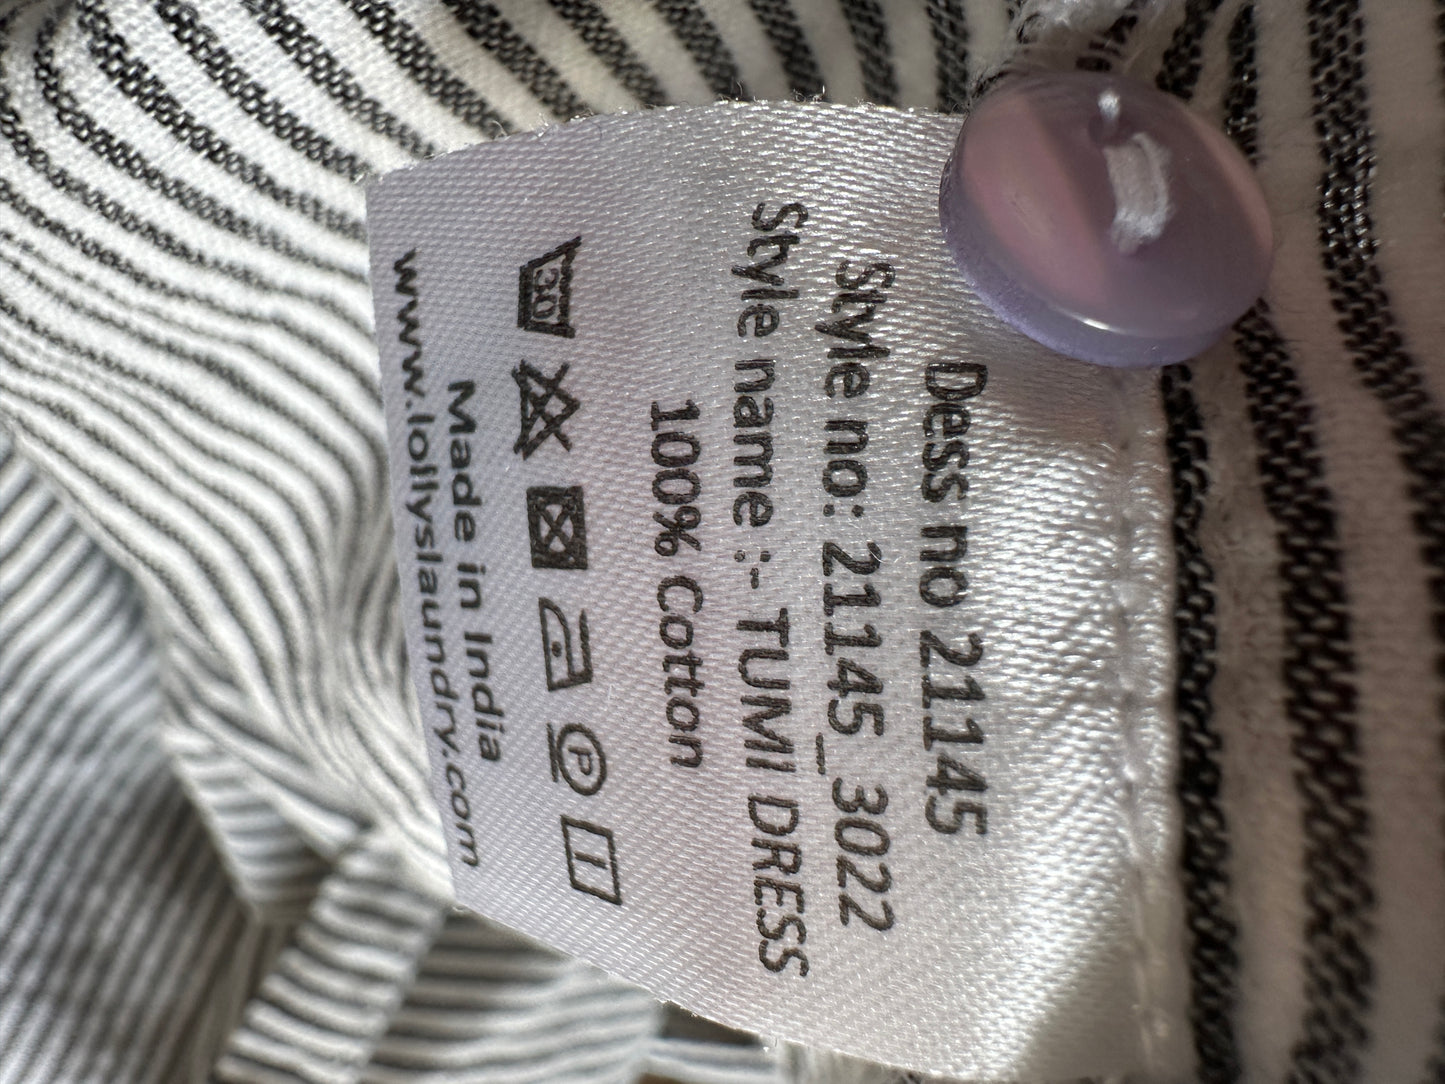 Dess no 21145
Style no: 21145_3022
Style name :- TUMI DRESS
100% Cotton
30 P
Made in India
www.lollyslaundry.com